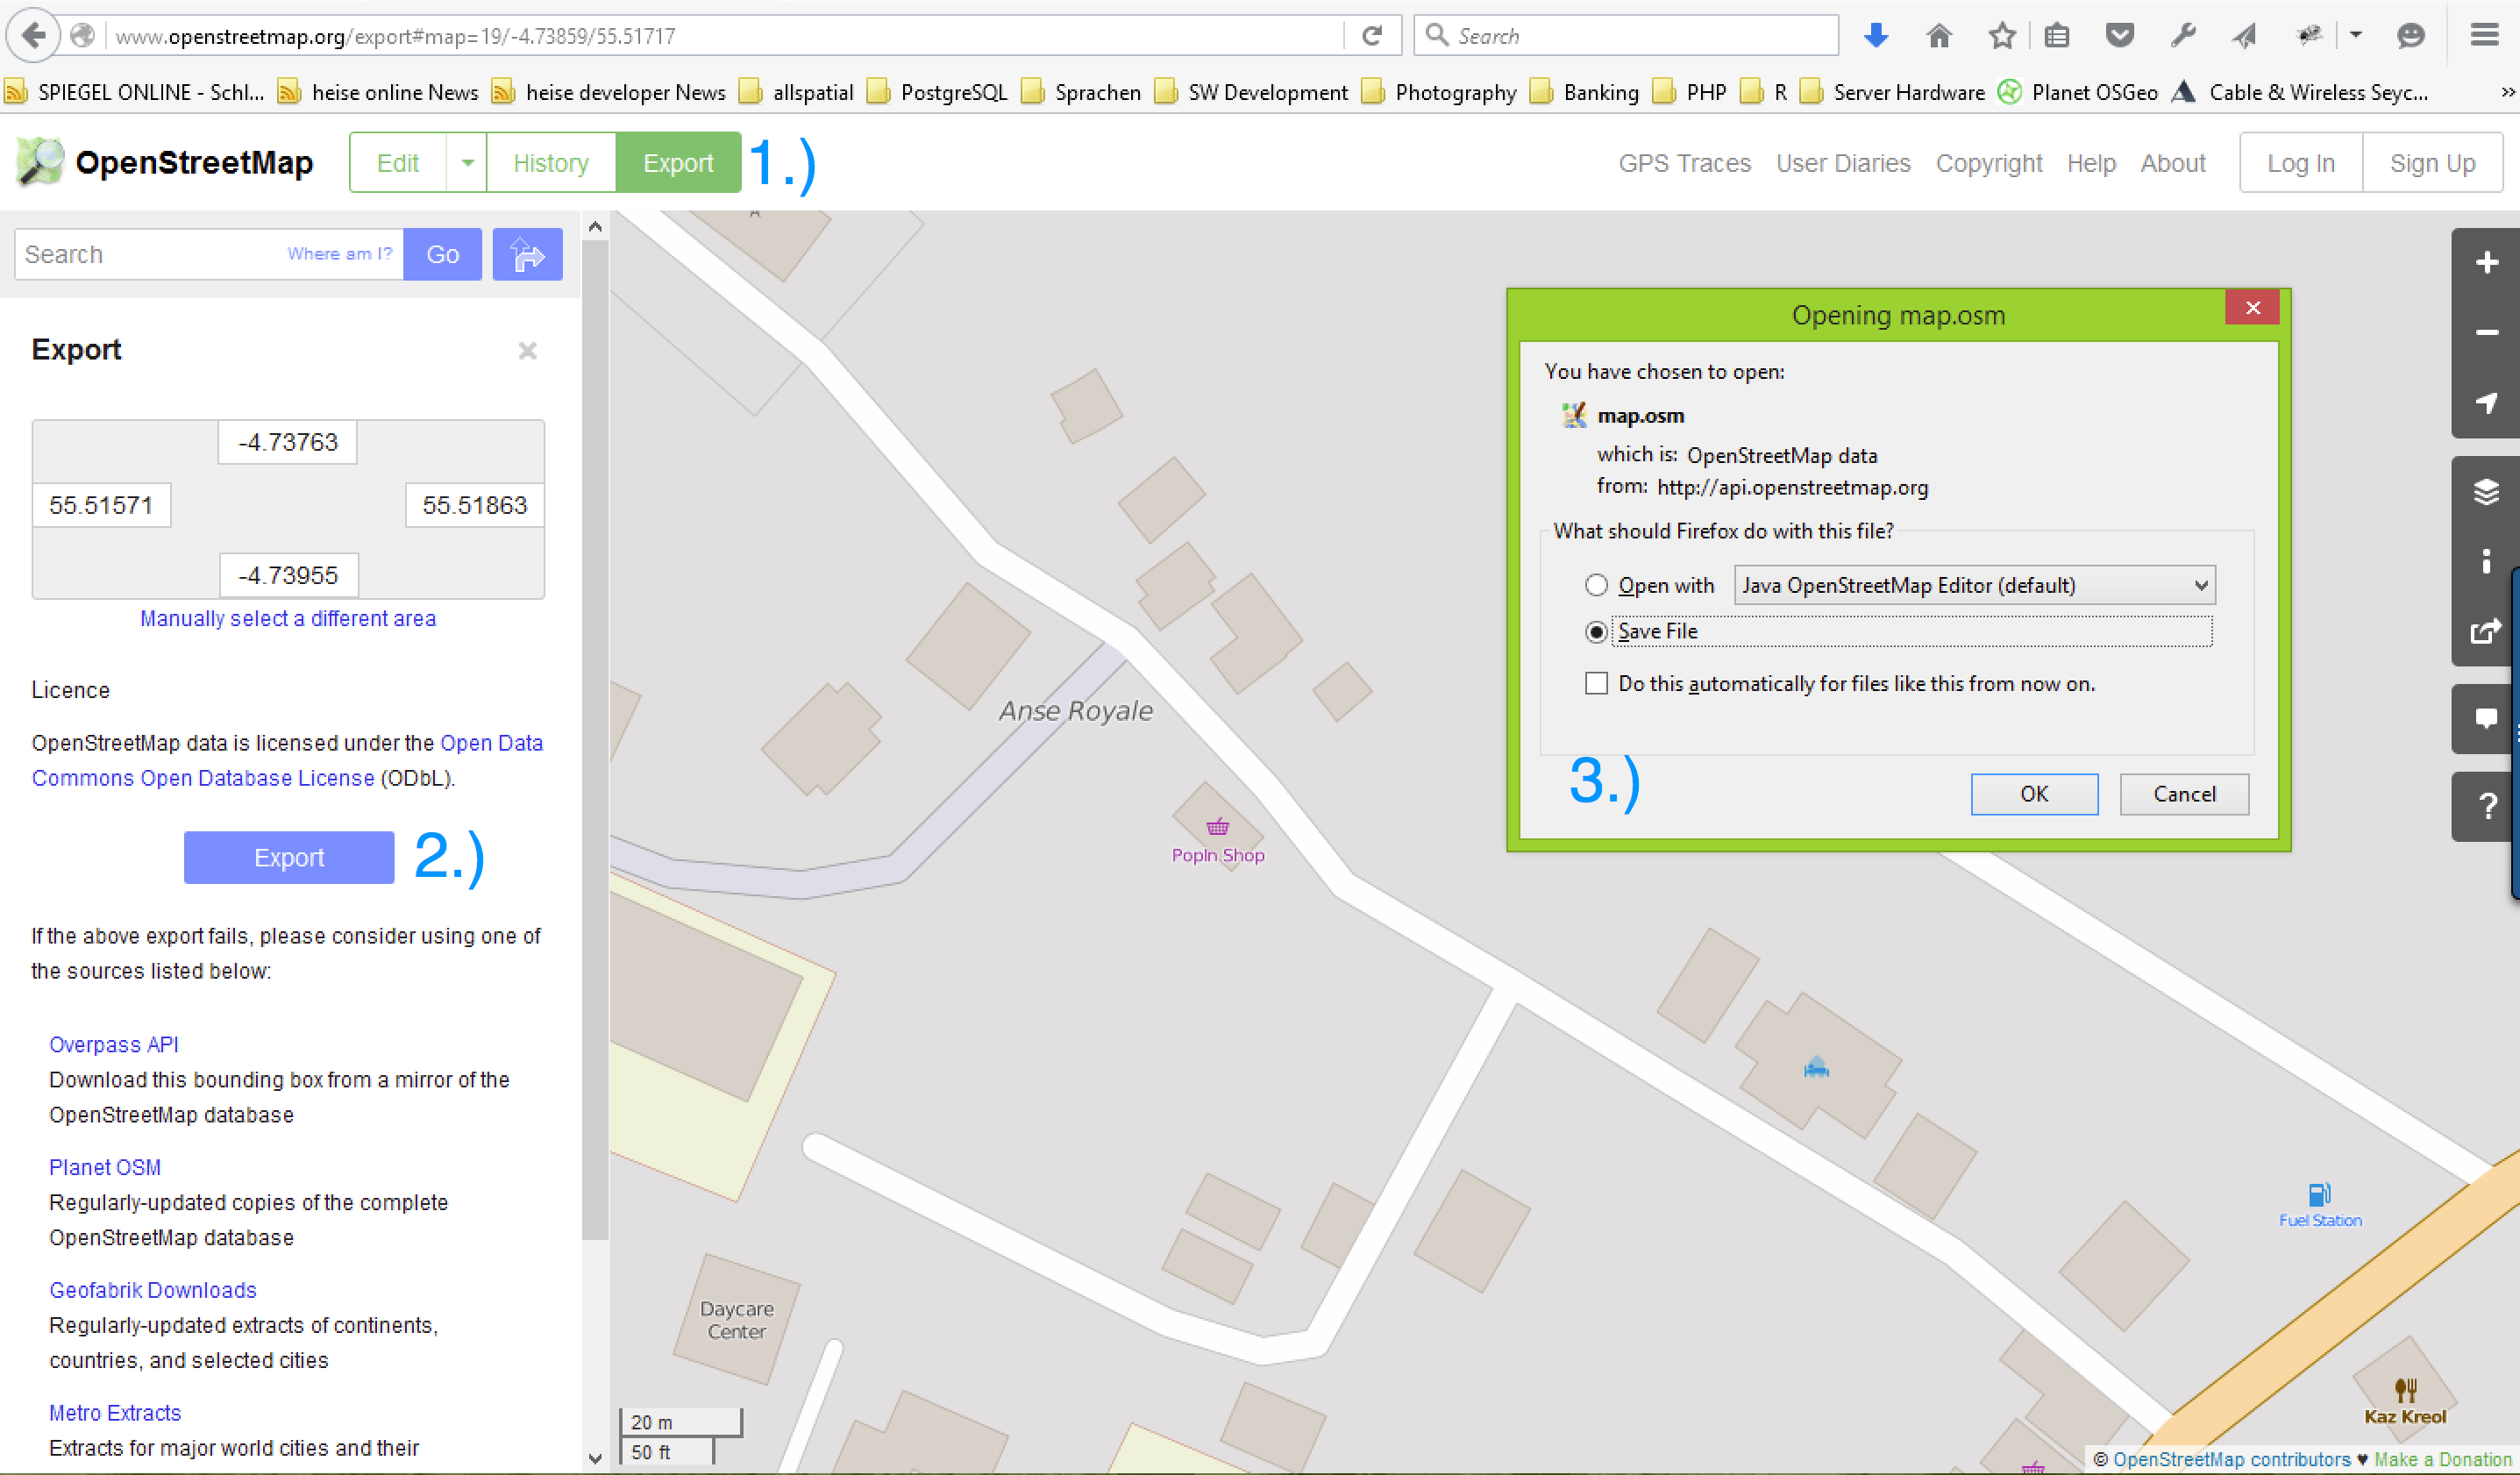 www.openstreetmap.org/export#map=19/-4.73859/55.51717
Search
SPIEGEL ONLINE - Schl...
heise online News
heise developer News
allspatial
PostgreSQL
Sprachen
SW Development
Photography
Banking
PHP
R
Server Hardware
Planet OSGeo
Cable & Wireless Seyc...
»
OpenStreetMap
Edit
History
Export
1.)
GPS Traces
User Diaries
Copyright
Help
About
Log In
Sign Up
Search
Where am I?
Go
Export
-4.73763
55.51571
55.51863
-4.73955
Manually select a different area
Licence
OpenStreetMap data is licensed under the Open Data
Commons Open Database License (ODbL).
Export
2.)
If the above export fails, please consider using one of
the sources listed below:
Overpass API
Download this bounding box from a mirror of the
OpenStreetMap database
Planet OSM
Regularly-updated copies of the complete
OpenStreetMap database
Geofabrik Downloads
Regularly-updated extracts of continents,
countries, and selected cities
Metro Extracts
Extracts for major world cities and their
Opening map.osm
You have chosen to open:
map.osm
which is: OpenStreetMap data
from: http://api.openstreetmap.org
What should Firefox do with this file?
Open with
Java OpenStreetMap Editor (default)
Save File
Do this automatically for files like this from now on.
3.)
OK
Cancel
?
Anse Royale
PopIn Shop
Fuel Station
Daycare
Center
Kaz Kreol
20 m
50 ft
© OpenStreetMap contributors ♥ Make a Donation